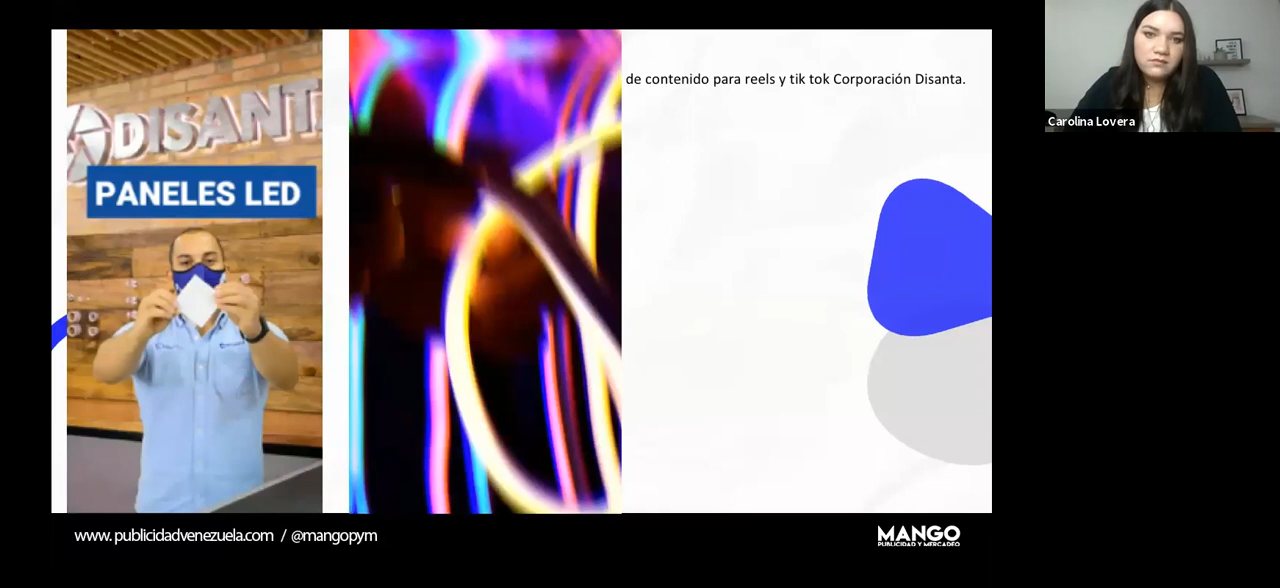 DISANT
PANELES LED
de contenido para reels y tik tok Corporación Disanta.
Carolina Lovera
www.publicidadvenezuela.com / @mangopym
MANGO
PUBLICIDAD Y MERCADEO